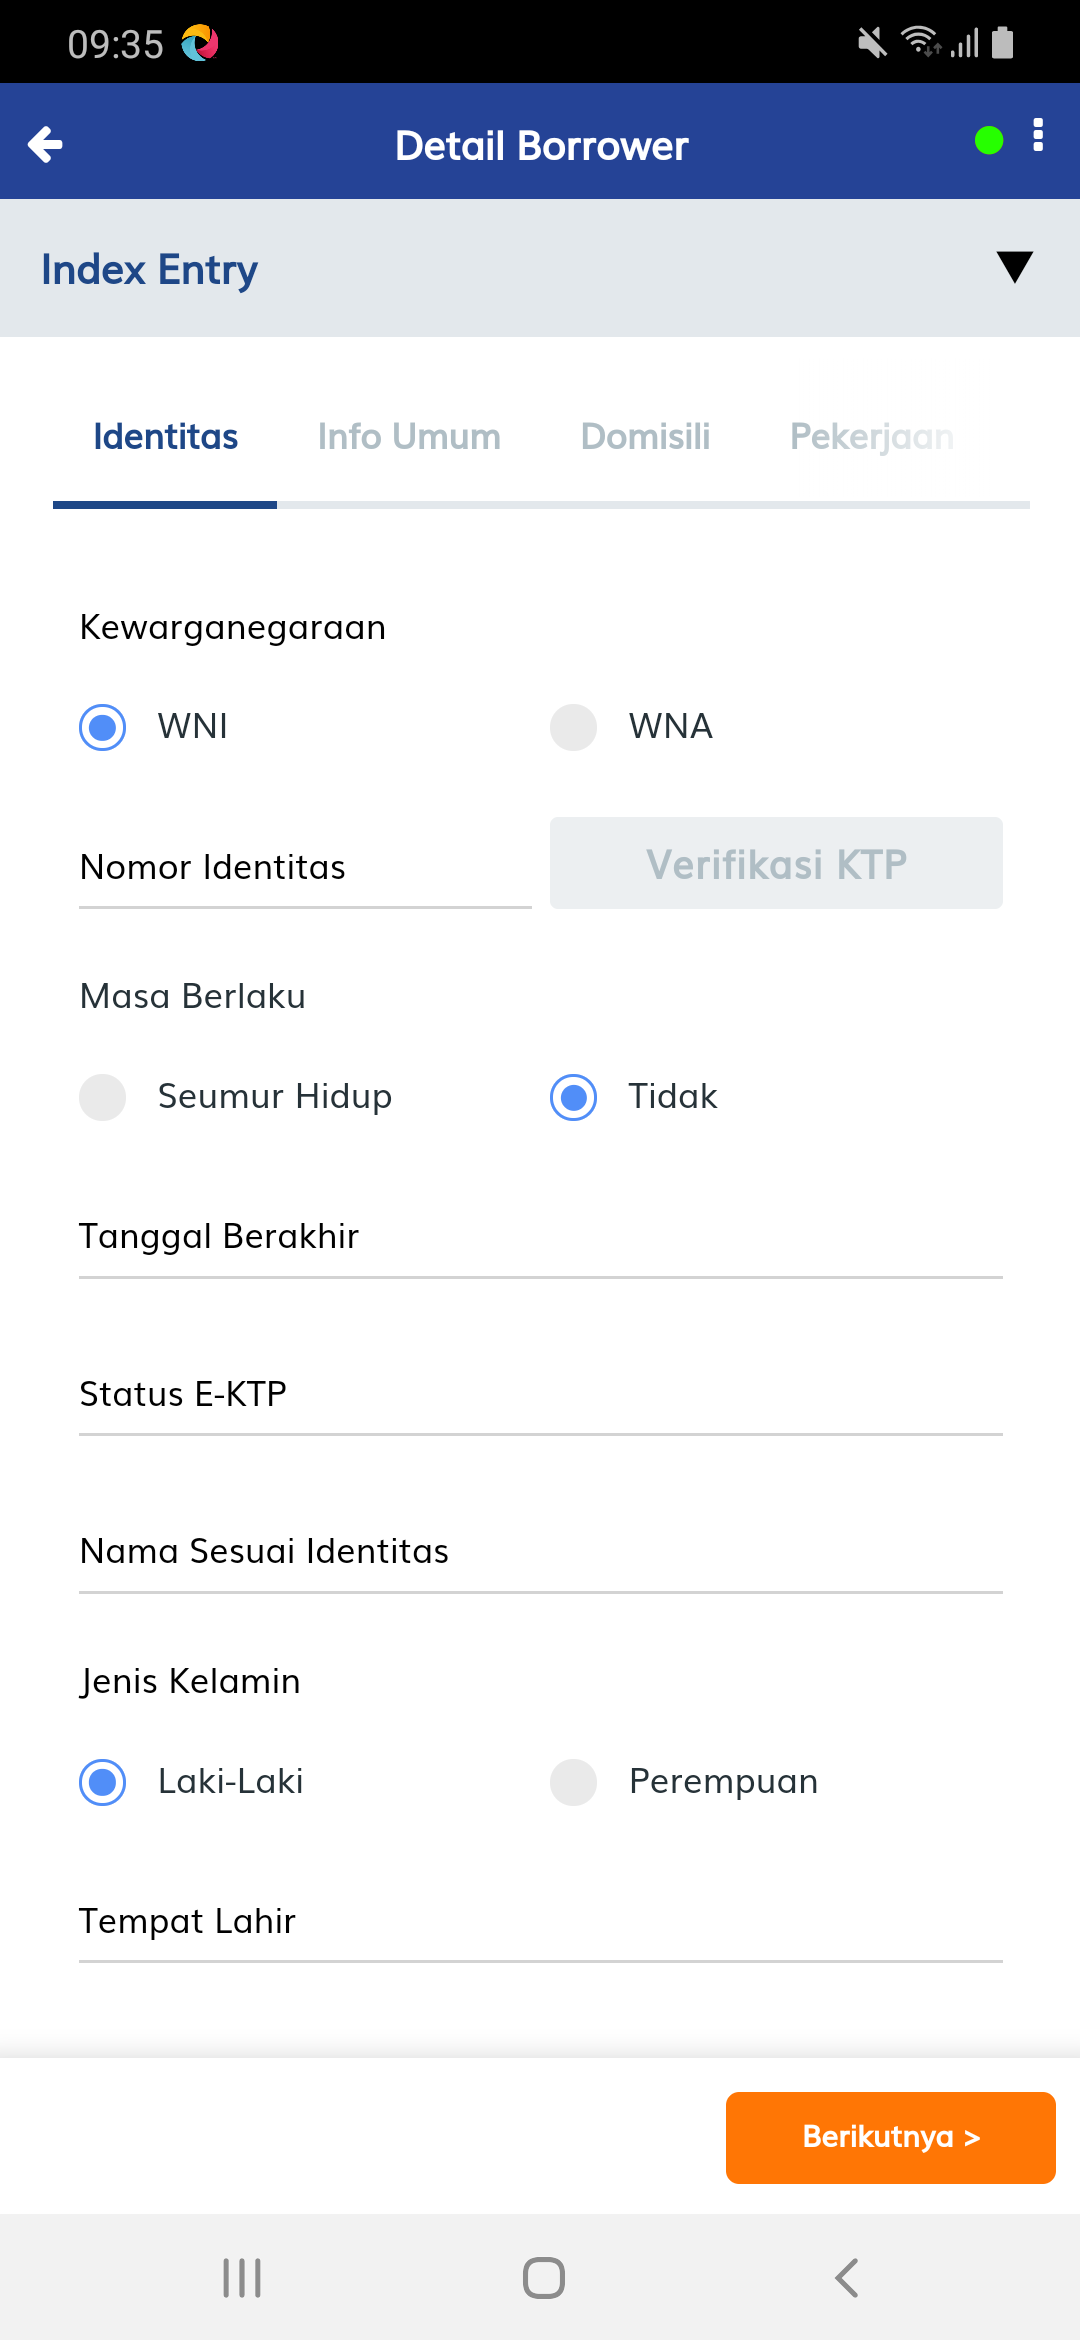 09:35
Detail Borrower
Index Entry
Identitas Info Umum Domisili Pekerjaan
Kewarganegaraan
WNI WNA
Nomor Identitas Verifikasi KTP
Masa Berlaku
Seumur Hidup Tidak
Tanggal Berakhir
Status E-KTP
Nama Sesuai Identitas
Jenis Kelamin
Laki-Laki Perempuan
Tempat Lahir
Berikutnya >